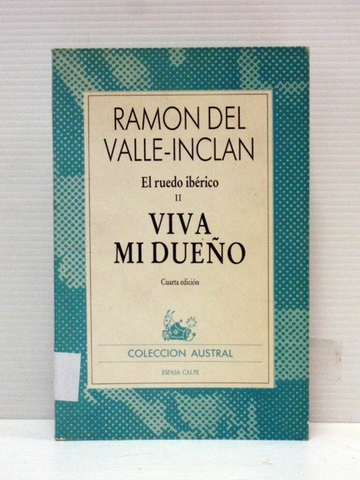 RAMON DEL
VALLE-INCLAN
El ruedo ibérico
II
VIVA
MI DUEÑO
Cuarta edición
COLECCION AUSTRAL
ESPASA CALPE